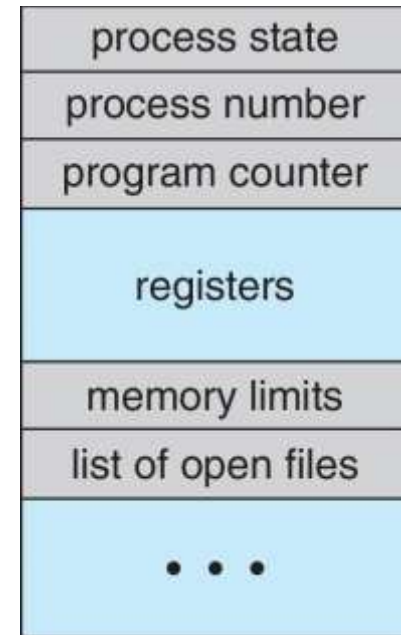 process state
process number
program counter
registers
memory limits
list of open files
• • •